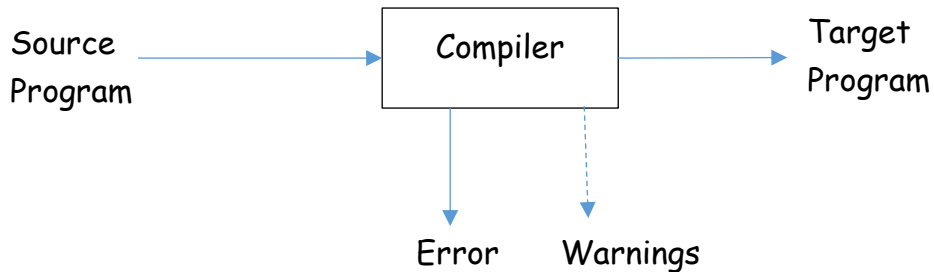 Source
Program
Compiler
Target
Program
Error
Warnings